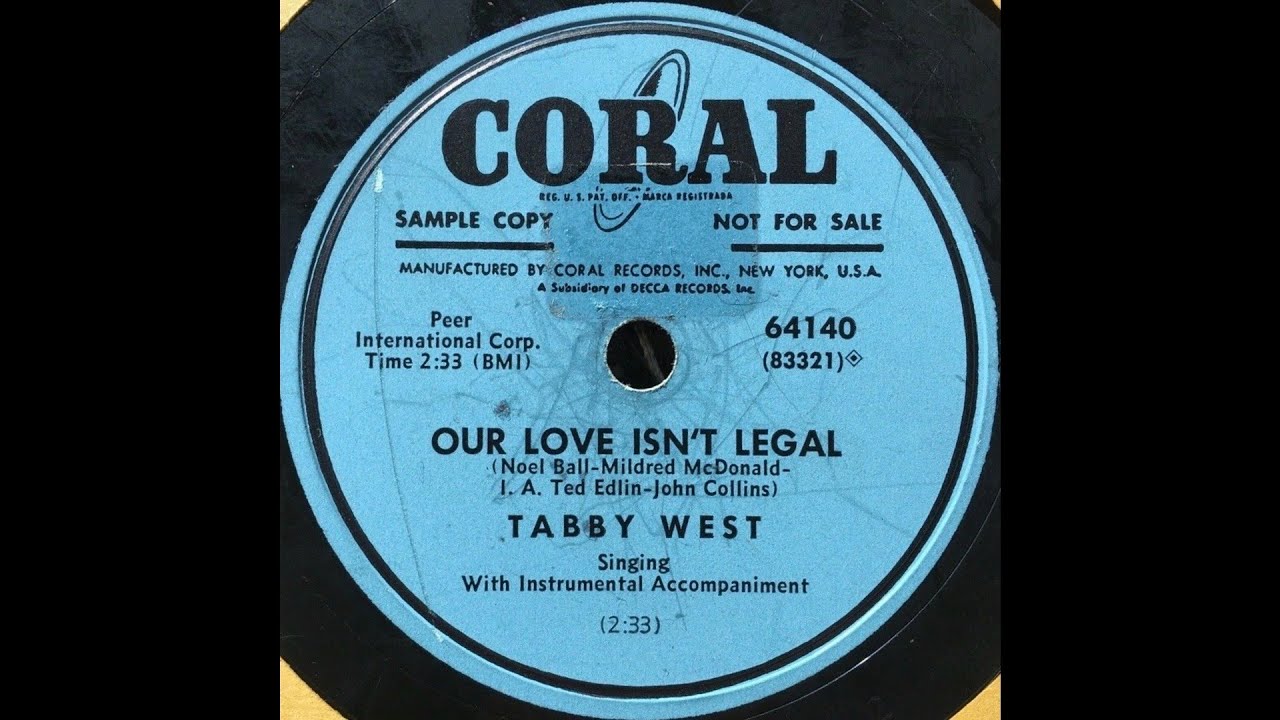 CORAL
REG. U. S. PAT. OFF. • MARCA REGISTRADA
SAMPLE COPY NOT FOR SALE
MANUFACTURED BY CORAL RECORDS, INC., NEW YORK, U.S.A.
A Subsidiary of DECCA RECORDS, Inc.
Peer
International Corp.
Time 2:33 (BMI)
64140
(83321)
OUR LOVE ISN'T LEGAL
(Noel Ball-Mildred McDonald-
I. A. Ted Edlin-John Collins)
TABBY WEST
Singing
With Instrumental Accompaniment
(2:33)